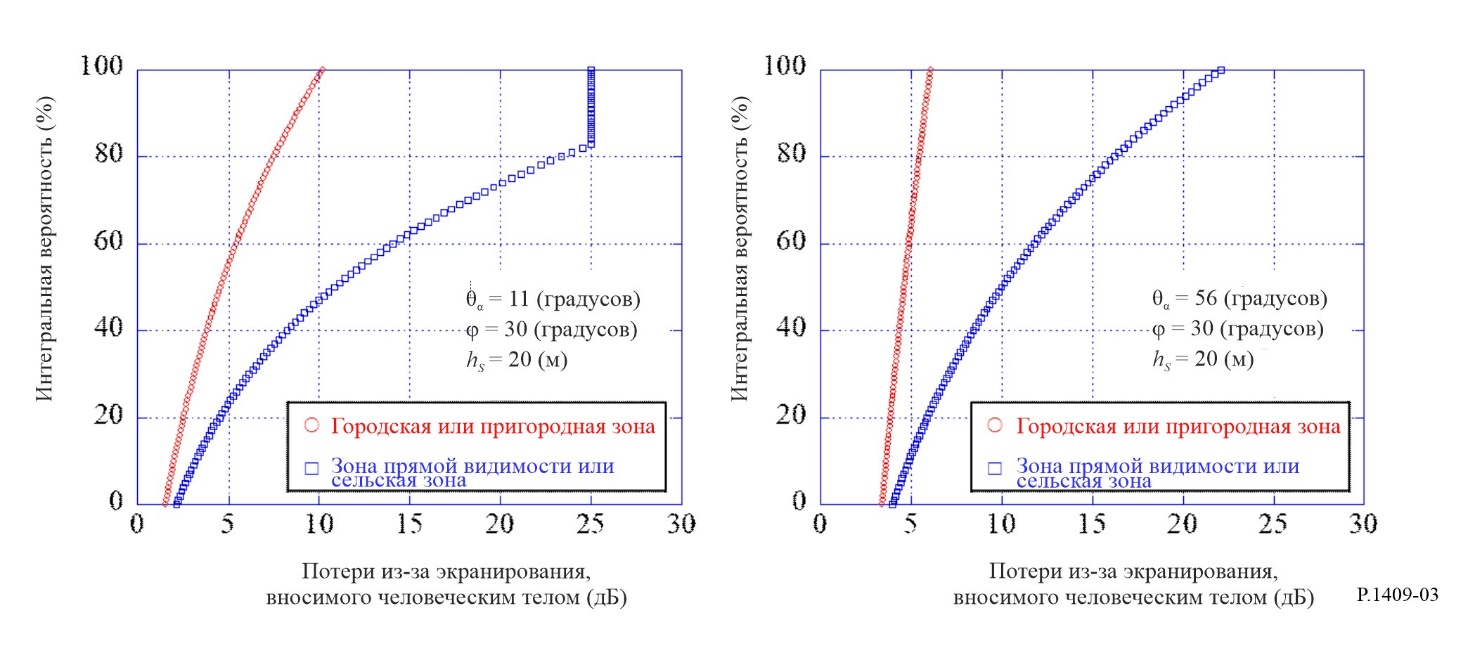 100
80
60
40
20
0
0 5 10 15 20 25 30
Интегральная вероятность (%)
θα = 11 (градусов)
φ = 30 (градусов)
hS = 20 (м)
Городская или пригородная зона
Зона прямой видимости или
сельская зона
Потери из-за экранирования,
вносимого человеческим телом (дБ)
100
80
60
40
20
0
0 5 10 15 20 25 30
Интегральная вероятность (%)
θα = 56 (градусов)
φ = 30 (градусов)
hS = 20 (м)
Городская или пригородная зона
Зона прямой видимости или
сельская зона
Потери из-за экранирования,
вносимого человеческим телом (дБ)
P.1409-03